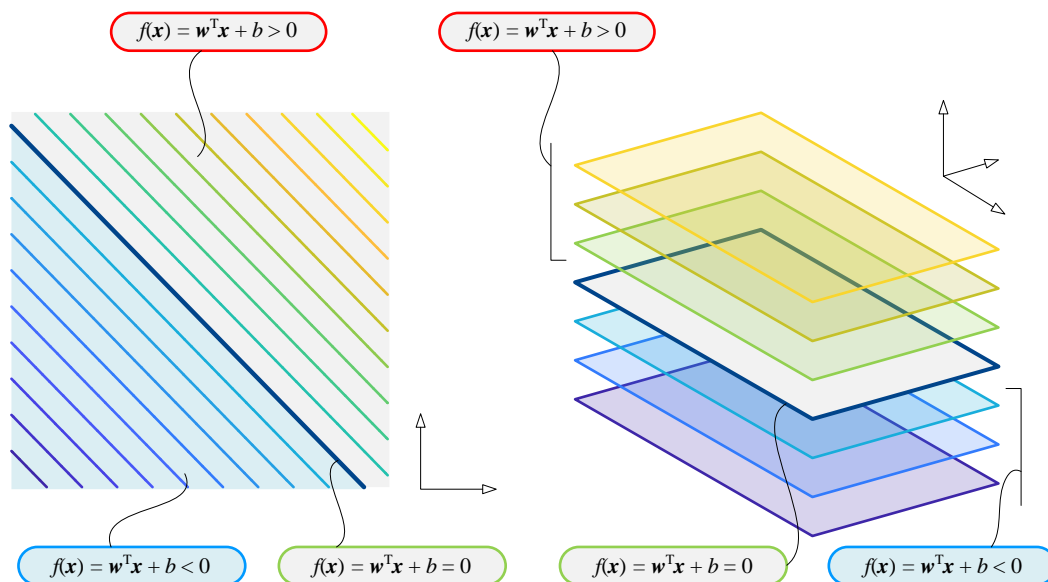 f(x) = wᵀx + b > 0
f(x) = wᵀx + b > 0
f(x) = wᵀx + b < 0
f(x) = wᵀx + b = 0
f(x) = wᵀx + b = 0
f(x) = wᵀx + b < 0